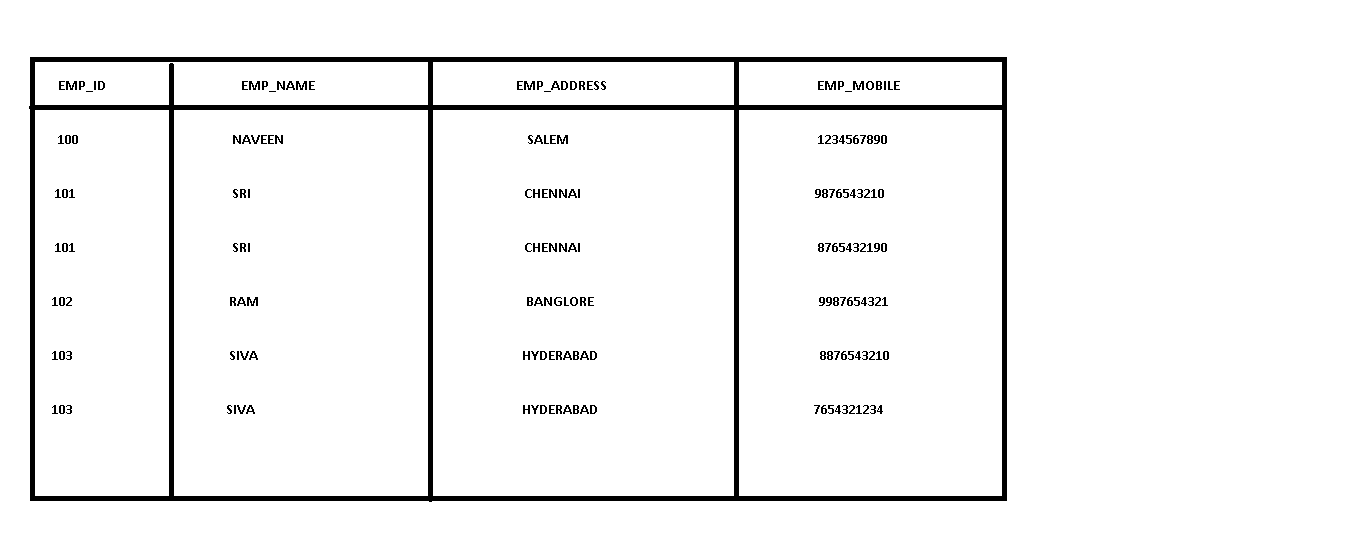 EMP_ID EMP_NAME EMP_ADDRESS EMP_MOBILE
100 NAVEEN SALEM 1234567890
101 SRI CHENNAI 9876543210
101 SRI CHENNAI 8765432190
102 RAM BANGLORE 9987654321
103 SIVA HYDERABAD 8876543210
103 SIVA HYDERABAD 7654321234